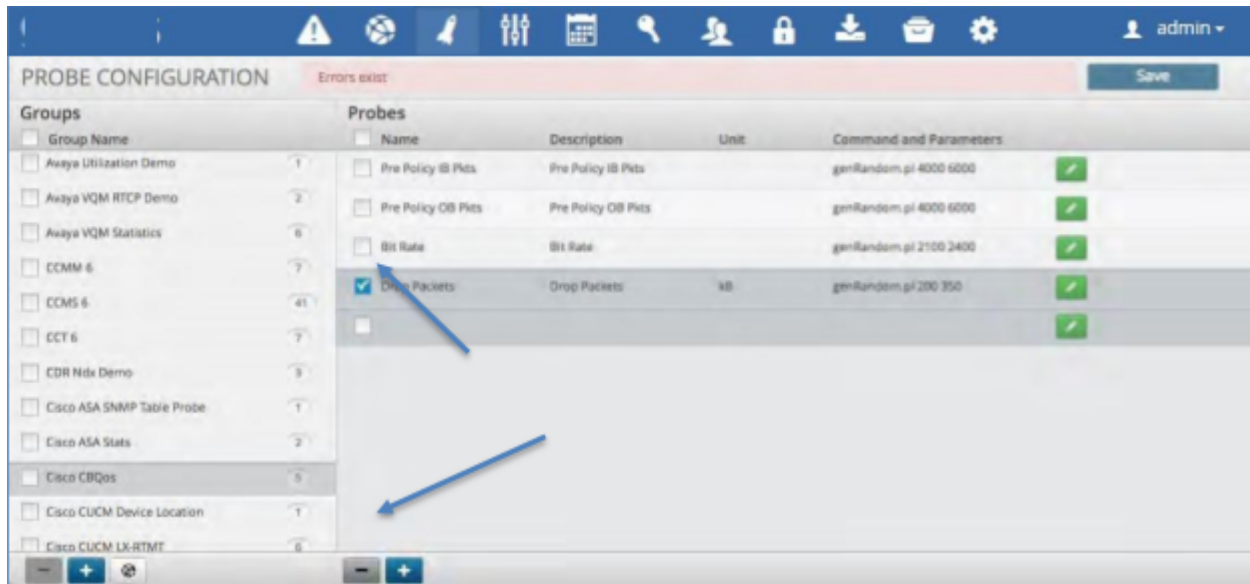 admin
PROBE CONFIGURATION
Errors exist
Save
Groups
Group Name
Avaya Utilization Demo 1
Avaya VQM RTCP Demo 2
Avaya VQM Statistics 6
CCMM 6 7
CCMS 6 41
CCT 6 7
CDR Ndx Demo 3
Cisco ASA SNMP Table Probe 1
Cisco ASA Stats 2
Cisco CBQos 5
Cisco CUCM Device Location 1
Cisco CUCM LX-RTMT 6
Probes
Name Description Unit Command and Parameters
Pre Policy IB Pkts Pre Policy IB Pkts genRandom.pl 4000 6000
Pre Policy OB Pkts Pre Policy OB Pkts genRandom.pl 4000 6000
Bit Rate Bit Rate genRandom.pl 2100 2400
Drop Packets Drop Packets kB genRandom.pl 200 350